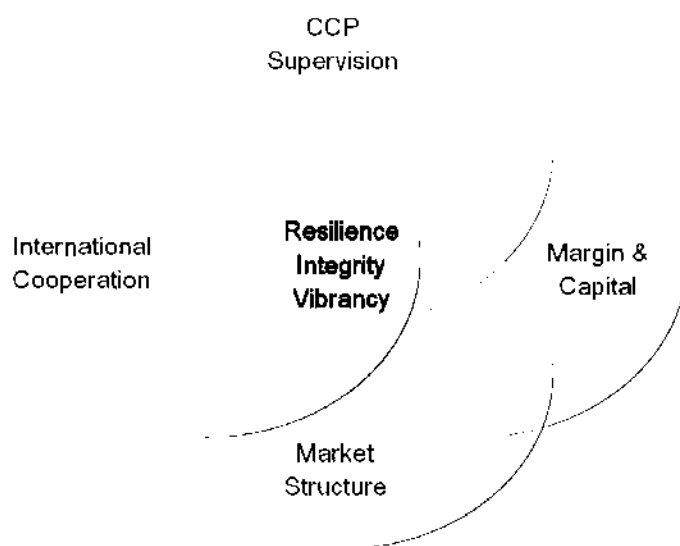 CCP
Supervision
International
Cooperation
Resilience
Integrity
Vibrancy
Margin &
Capital
Market
Structure